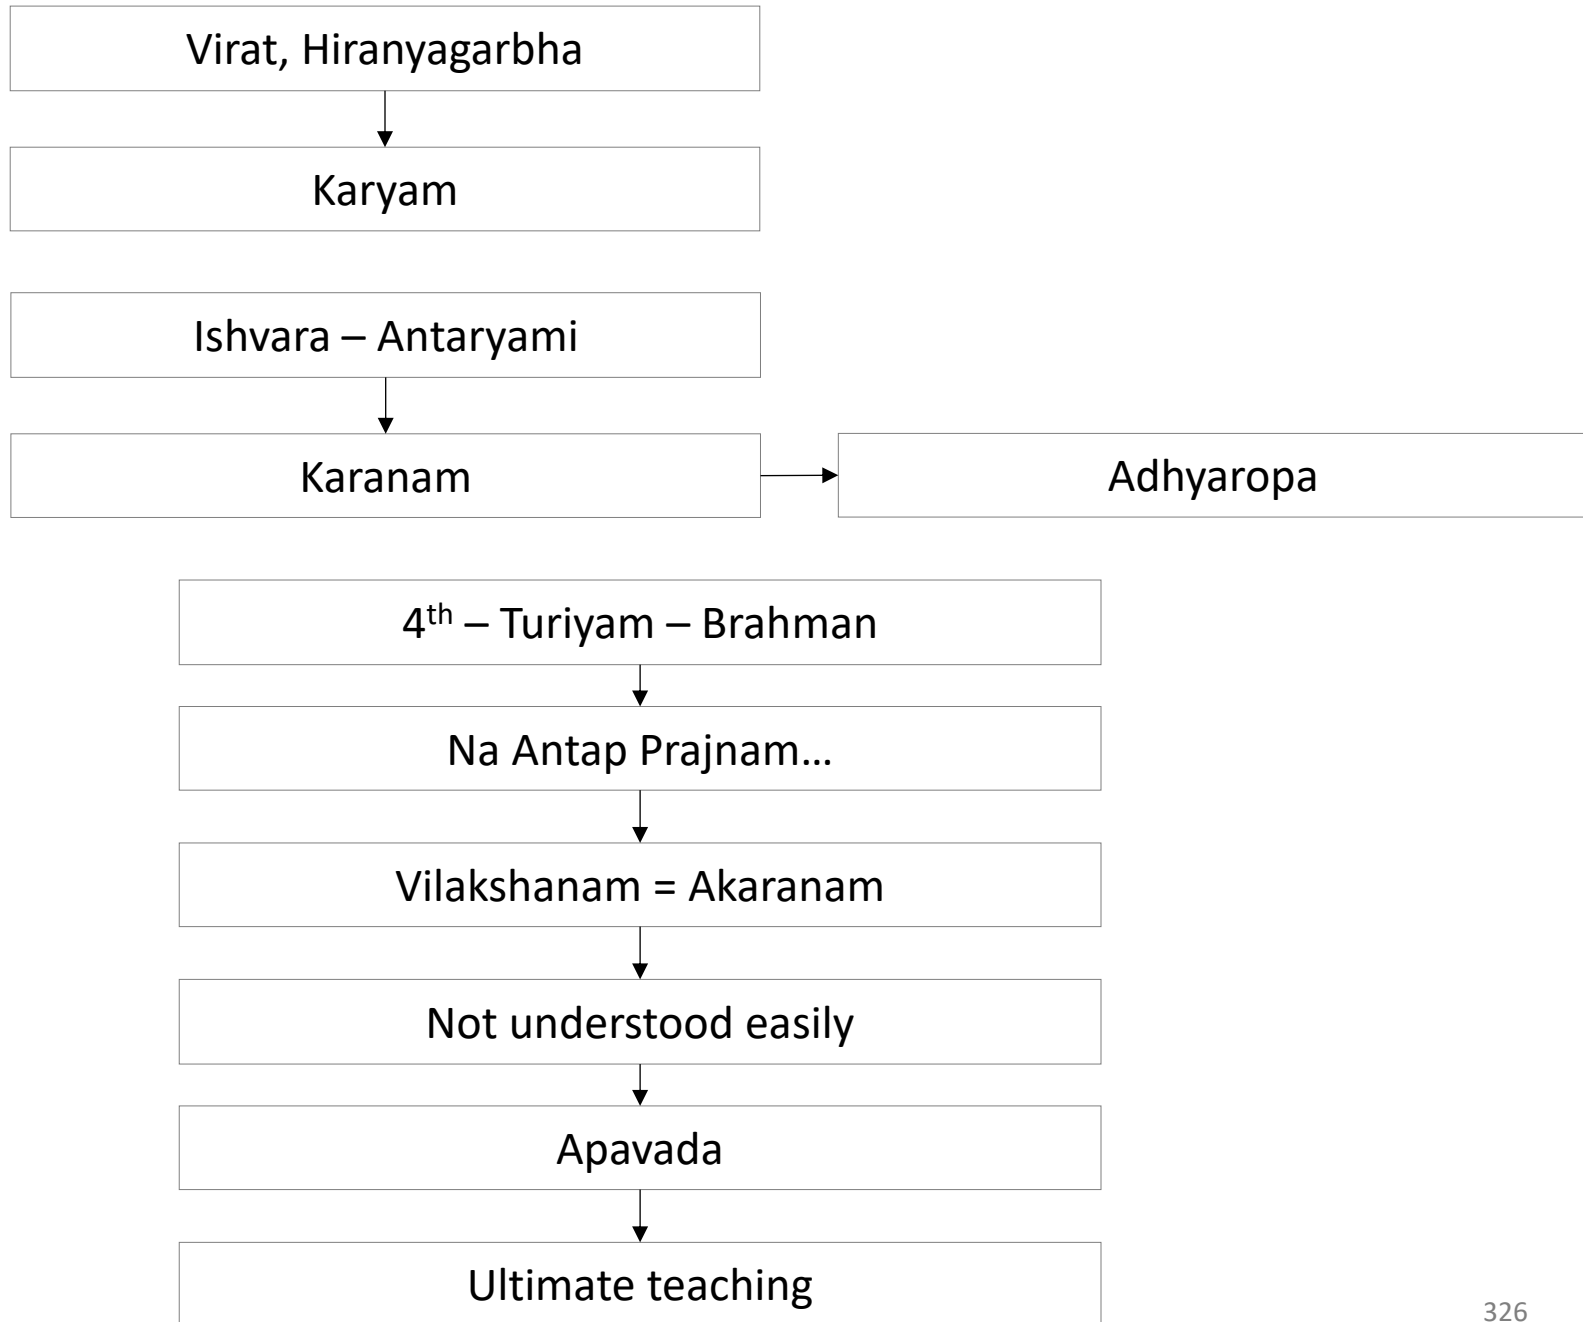 Virat, Hiranyagarbha
Karyam
Ishvara – Antaryami
Karanam
Adhyaropa
4th – Turiyam – Brahman
Na Antap Prajnam...
Vilakshanam = Akaranam
Not understood easily
Apavada
Ultimate teaching
326